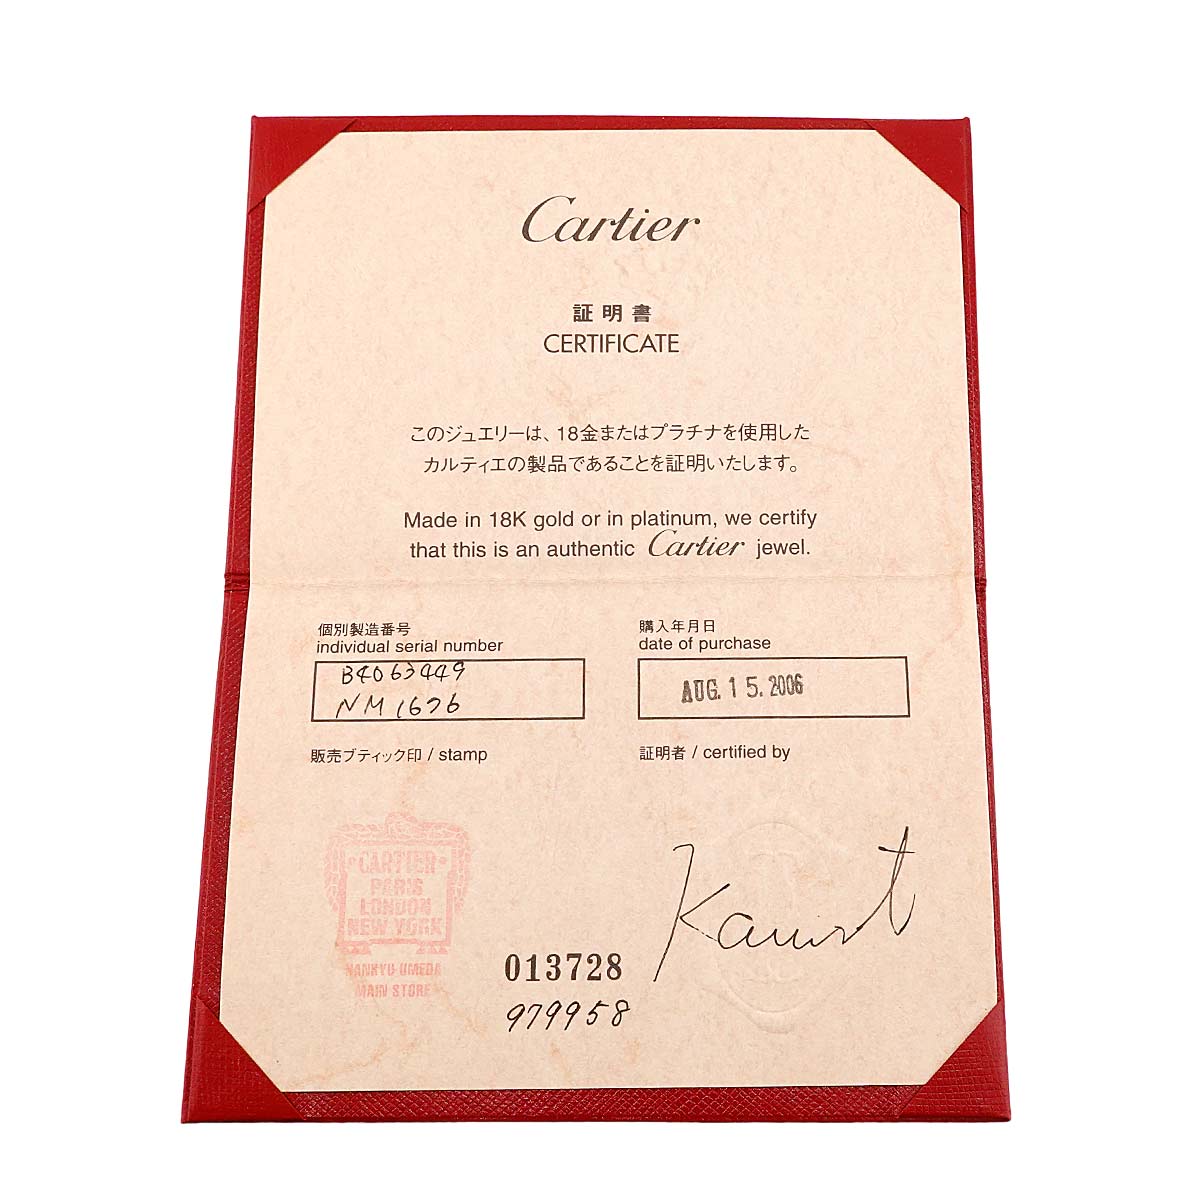 Cartier
証明書
CERTIFICATE
このジュエリーは、18金またはプラチナを使用した
カルティエの製品であることを証明いたします。
Made in 18K gold or in platinum, we certify
that this is an authentic Cartier jewel.
個別製造番号
individual serial number
B4063449
NM1676
購入年月日
date of purchase
AUG. 15. 2006
販売ブティック印 / stamp
証明者 / certified by
CARTIER
PARIS
LONDON
NEW YORK
HANKYU UMEDA
MAIN STORE
013728
979958